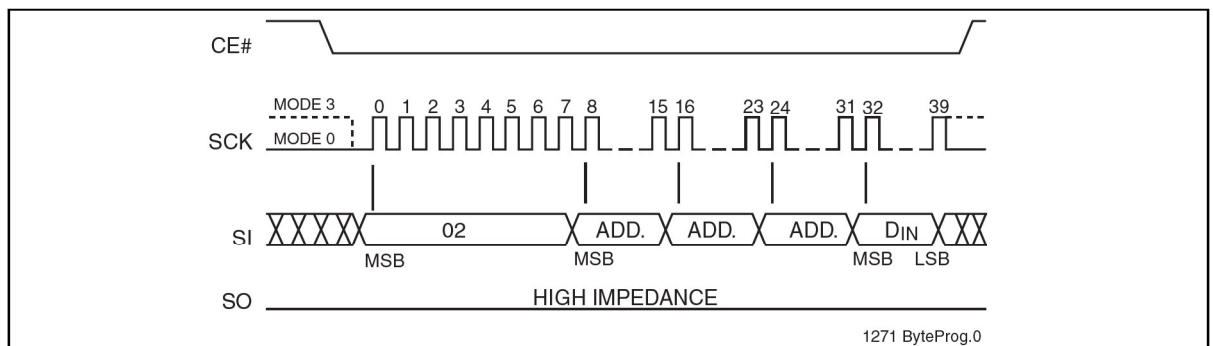 CE#
MODE 3
0 1 2 3 4 5 6 7 8 15 16 23 24 31 32 39
SCK
MODE 0
SI
02 ADD. ADD. ADD. DIN
MSB MSB MSB LSB
SO
HIGH IMPEDANCE
1271 ByteProg.0